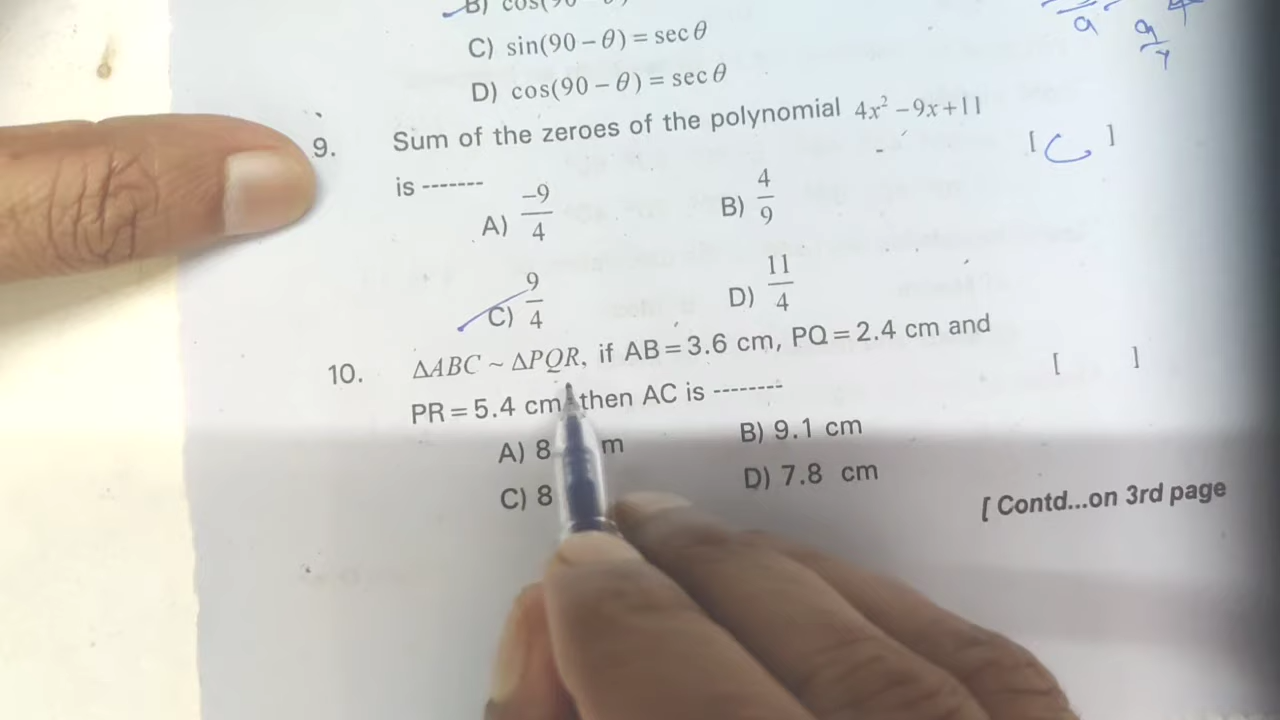 B) cos(90 – θ)
C) sin(90 – θ) = sec θ
D) cos(90 – θ) = sec θ
9. Sum of the zeroes of the polynomial 4x² – 9x + 11
is ------- [ C ]
A) –9/4 B) 4/9
C) 9/4 D) 11/4
10. ΔABC ~ ΔPQR, if AB = 3.6 cm, PQ = 2.4 cm and
PR = 5.4 cm, then AC is -------- [ ]
A) 8 m B) 9.1 cm
C) 8 D) 7.8 cm
[ Contd...on 3rd page